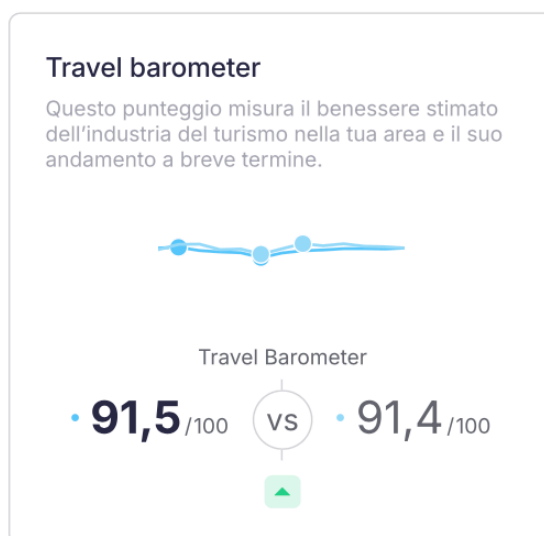 Travel barometer
Questo punteggio misura il benessere stimato
dell'industria del turismo nella tua area e il suo
andamento a breve termine.
Travel Barometer
91,5/100 vs 91,4/100